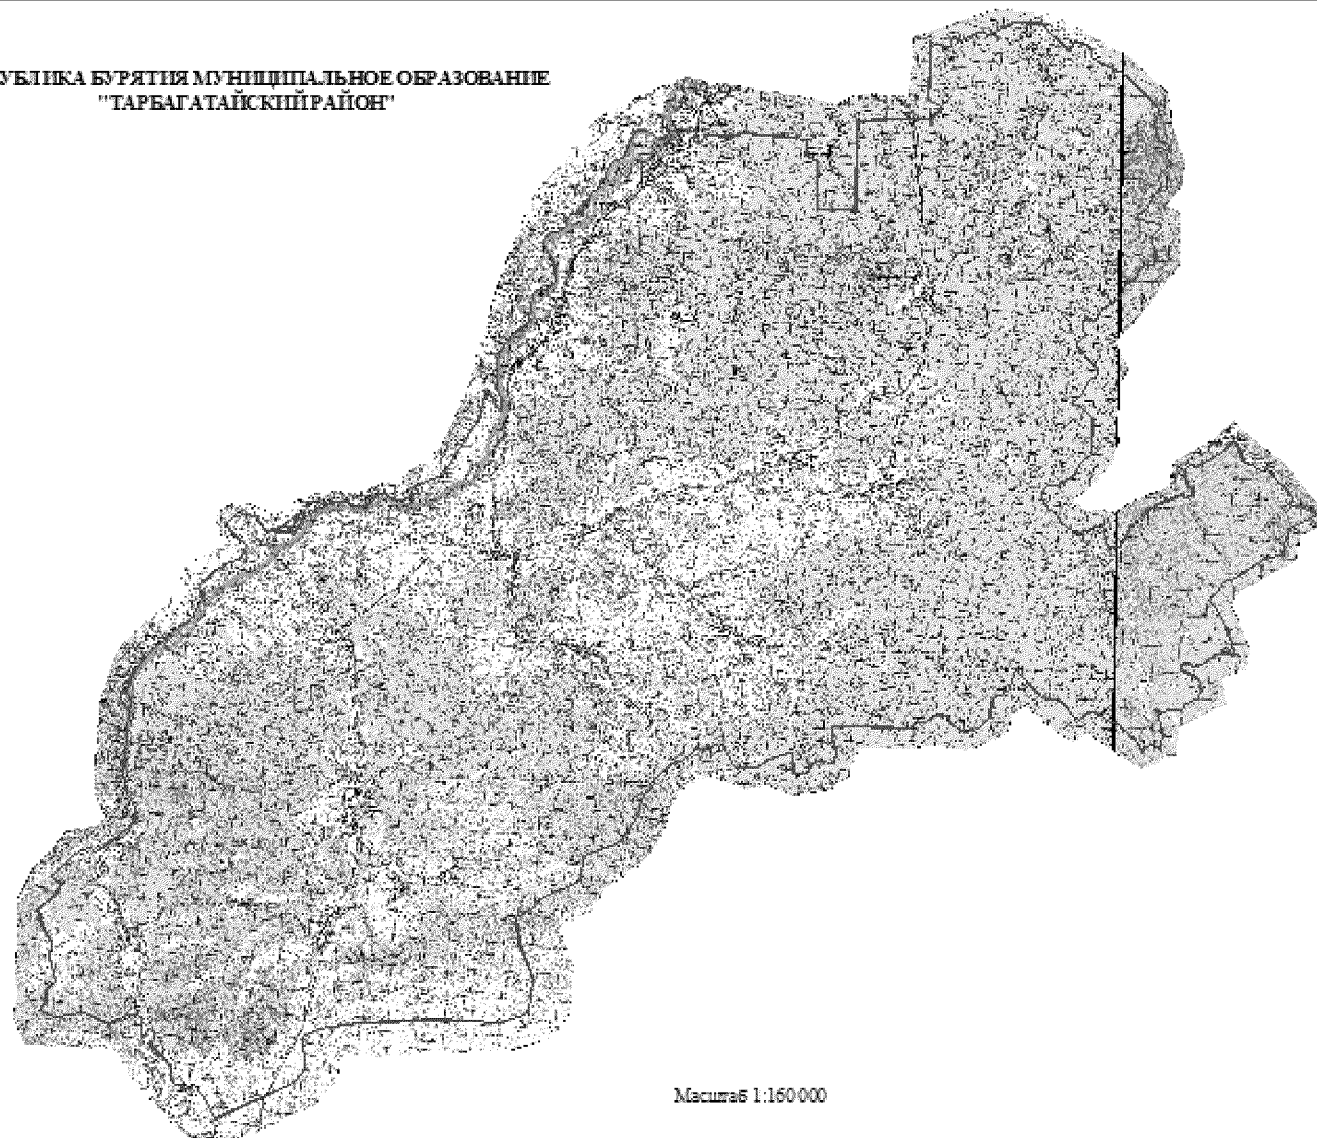 УБЛИКА БУРЯТИЯ МУНИЦИПАЛЬНОЕ ОБРАЗОВАНИЕ
"ТАРБАГАТАЙСКИЙ РАЙОН"
Масштаб 1:160 000